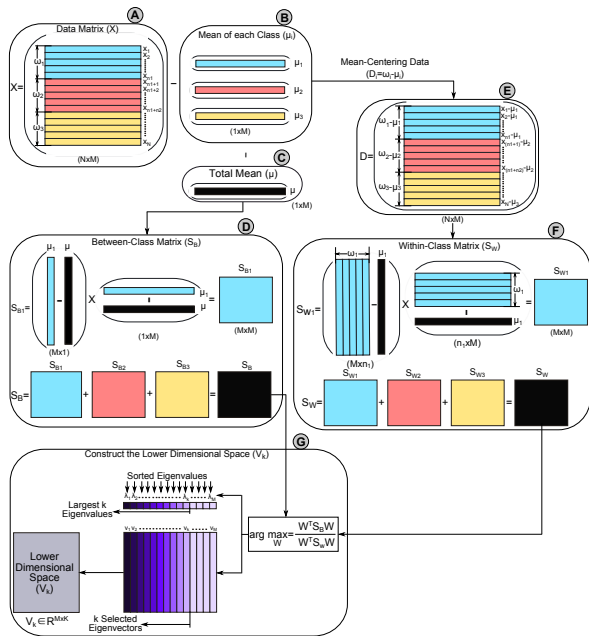 A
Data Matrix (X)
X=
ω1
ω2
ω3
x1
x2
xn1
xn1+1
xn1+2
xn1+n2
xN
(NxM)
B
Mean of each Class (μi)
μ1
μ2
μ3
(1xM)
Mean-Centering Data
(Di=ωi-μi)
C
Total Mean (μ)
μ
(1xM)
E
D=
ω1-μ1
ω2-μ2
ω3-μ3
x1-μ1
x2-μ1
xn1-μ1
x(n1+1)-μ2
x(n1+n2)-μ2
xN-μ3
(NxM)
D
Between-Class Matrix (SB)
SB1=
μ1
μ
-
(Mx1)
X
μ1
-
μ
(1xM)
=
SB1
(MxM)
SB1
SB2
SB3
SB
SB=
+
+
=
F
Within-Class Matrix (SW)
SW1=
ω1
μ1
-
(Mxn1)
X
ω1
-
μ1
(n1xM)
=
SW1
(MxM)
SW1
SW2
SW3
SW
SW=
+
+
=
G
Construct the Lower Dimensional Space (Vk)
Sorted Eigenvalues
λ1 λ2 λk λM
Largest k
Eigenvalues
v1 v2 vk vM
Lower
Dimensional
Space
(Vk)
Vk∈RMxK
k Selected
Eigenvectors
arg max W = WTSBW / WTSwW